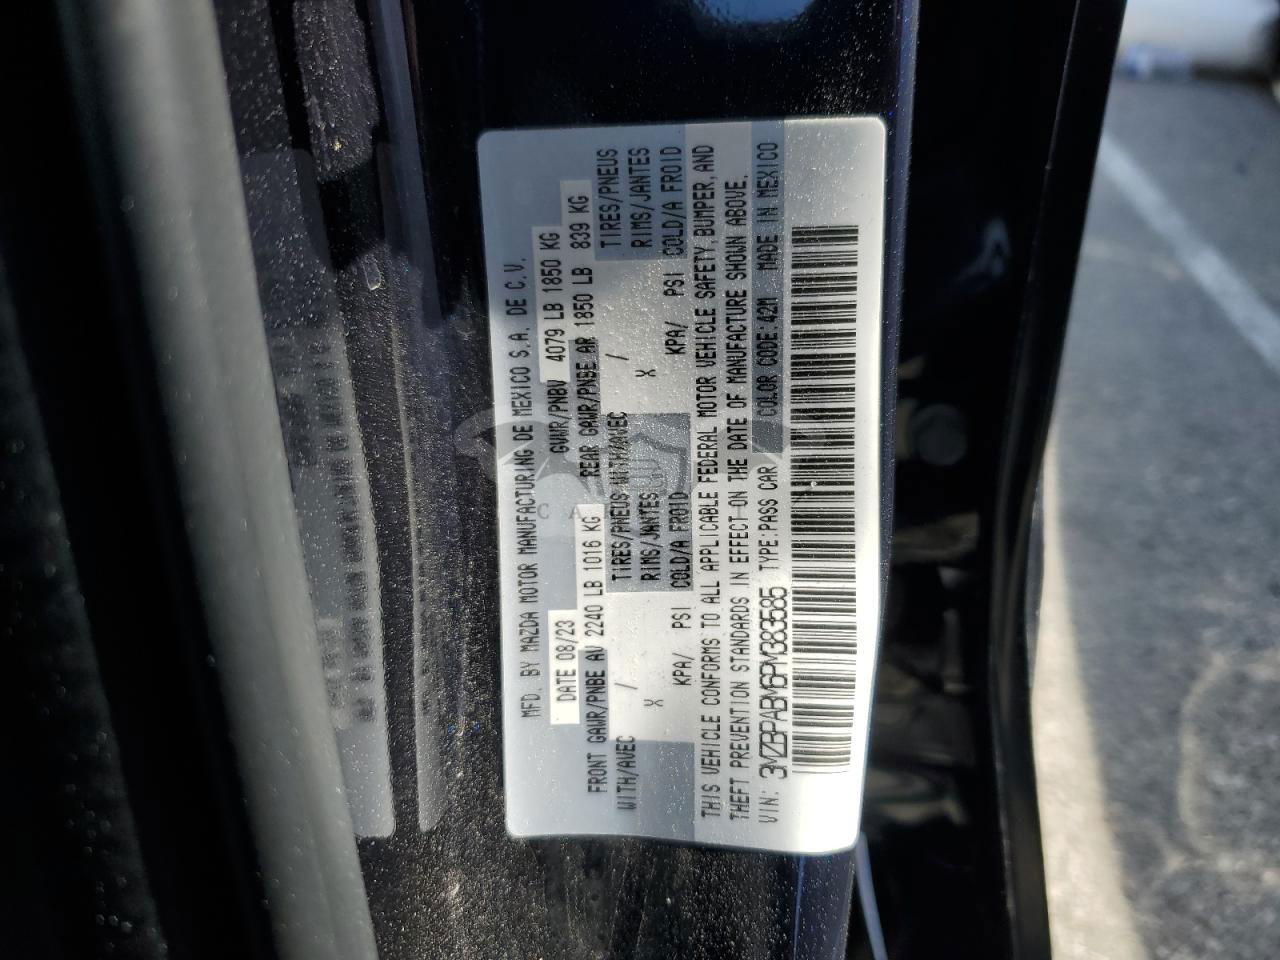 MFD. BY MAZDA MOTOR MANUFACTURING DE MEXICO S.A. DE C.V.
DATE 08/23 GVWR/PNBV 4079 LB 1850 KG
FRONT GAWR/PNBE AV 2240 LB 1016 KG REAR GAWR/PNBE AR 1850 LB 839 KG
WITH/AVEC / TIRES/PNEUS WITH/AVEC / TIRES/PNEUS
X RIMS/JANTES X RIMS/JANTES
KPA/ PSI COLD/A FROID KPA/ PSI COLD/A FROID
THIS VEHICLE CONFORMS TO ALL APPLICABLE FEDERAL MOTOR VEHICLE SAFETY, BUMPER, AND
THEFT PREVENTION STANDARDS IN EFFECT ON THE DATE OF MANUFACTURE SHOWN ABOVE.
VIN: 3MZBPABM6PM383585 TYPE:PASS CAR COLOR CODE:42M MADE IN MEXICO